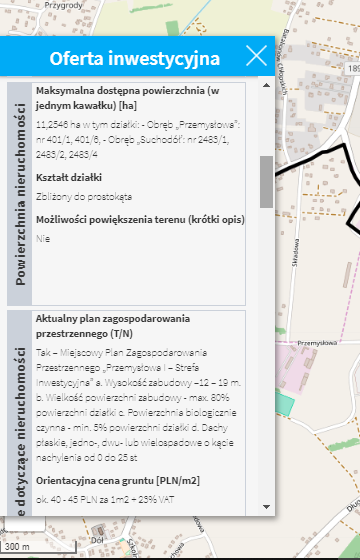 Przygrody
Oferta inwestycyjna
Powierzchnia nieruchomości
Maksymalna dostępna powierzchnia (w
jednym kawałku) [ha]
11,2546 ha w tym działki: - Obręb „Przemysłowa”:
nr 401/1, 401/6, - Obręb „Suchodół”: nr 2483/1,
2483/2, 2483/4
Kształt działki
Zbliżony do prostokąta
Możliwości powiększenia terenu (krótki opis)
Nie
e dotyczące nieruchomości
Aktualny plan zagospodarowania
przestrzennego (T/N)
Tak – Miejscowy Plan Zagospodarowania
Przestrzennego „Przemysłowa I – Strefa
Inwestycyjna” a. Wysokość zabudowy –12 – 19 m.
b. Wielkość powierzchni zabudowy - max. 80%
powierzchni działki c. Powierzchnia biologicznie
czynna - min. 5% powierzchni działki d. Dachy
płaskie, jedno-, dwu- lub wielospadowe o kącie
nachylenia od 0 do 25 st
Orientacyjna cena gruntu [PLN/m2]
ok. 40 - 45 PLN za 1m2 + 23% VAT
Batalionów Chłopskich
189
Składowa
Przemysłowa
300 m
Dół